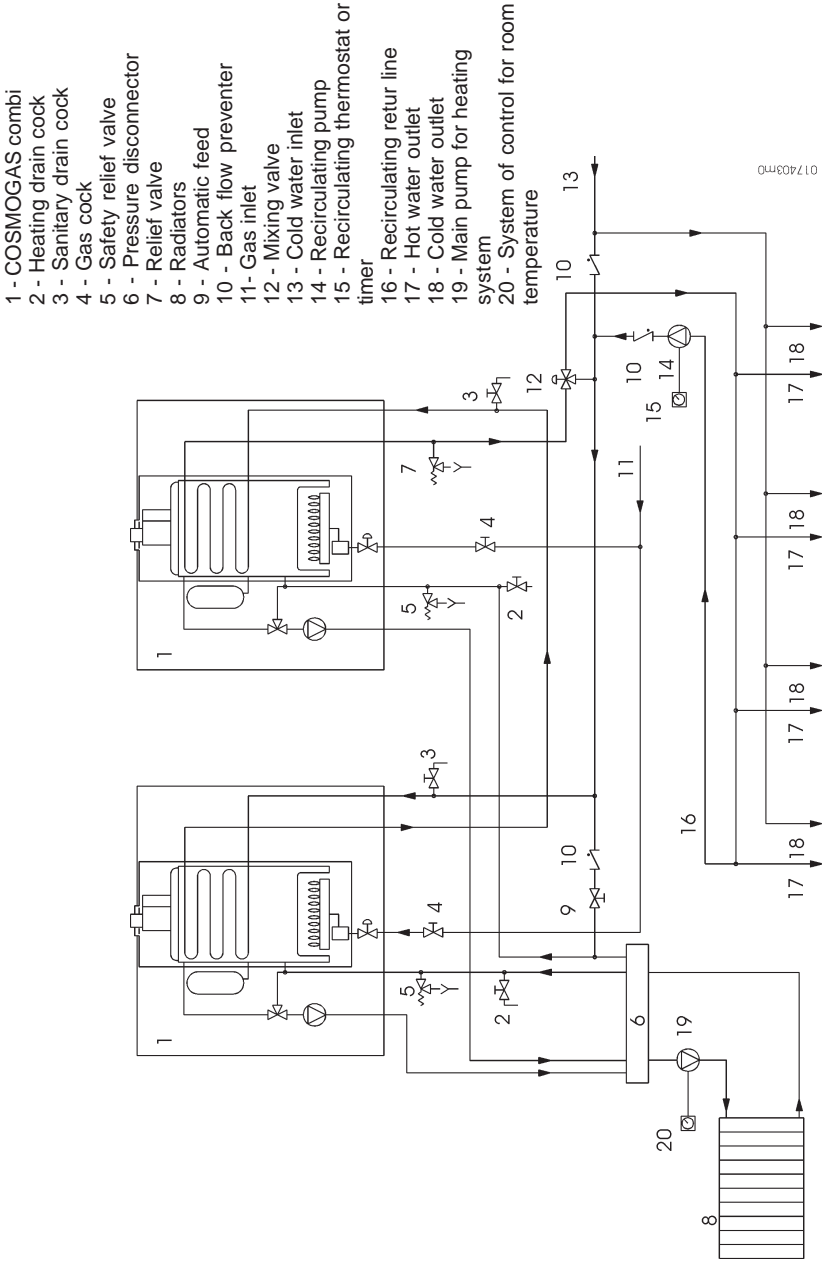 1 - COSMOGAS combi
2 - Heating drain cock
3 - Sanitary drain cock
4 - Gas cock
5 - Safety relief valve
6 - Pressure disconnector
7 - Relief valve
8 - Radiators
9 - Automatic feed
10 - Back flow preventer
11- Gas inlet
12 - Mixing valve
13 - Cold water inlet
14 - Recirculating pump
15 - Recirculating thermostat or
timer
16 - Recirculating retur line
17 - Hot water outlet
18 - Cold water outlet
19 - Main pump for heating
system
20 - System of control for room
temperature
017403m0
1
1
3
3
7
5
5
4
4
2
2
12
10
13
10
14
15
11
10
9
6
19
20
8
16
17
18
17
18
17
18
17
18